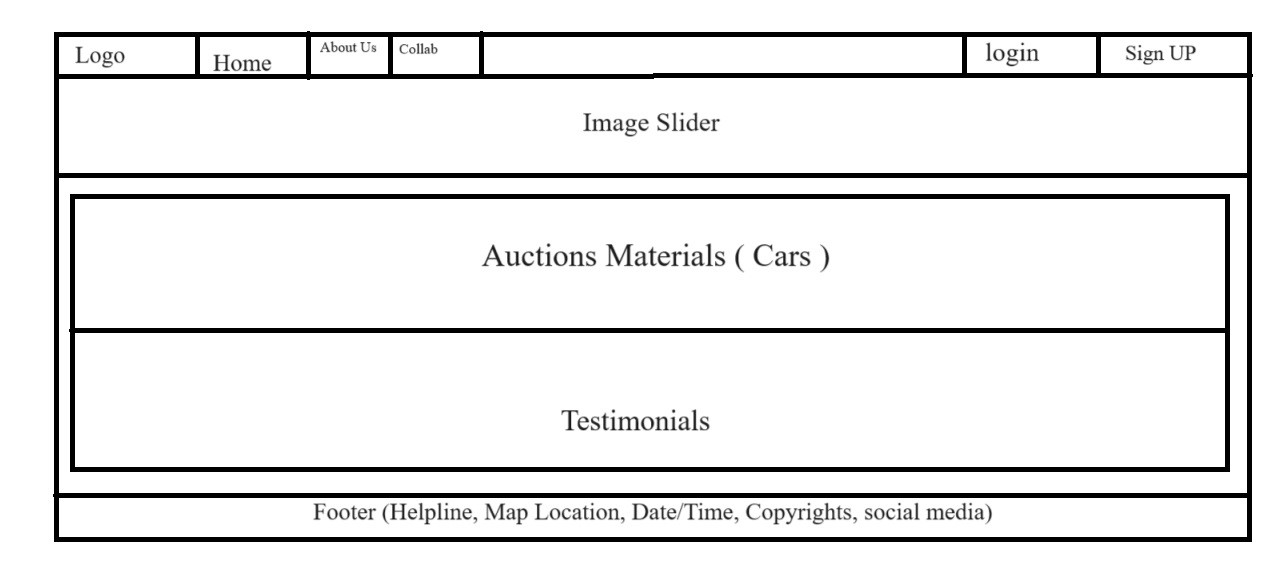 Logo
Home
About Us
Collab
login
Sign UP
Image Slider
Auctions Materials ( Cars )
Testimonials
Footer (Helpline, Map Location, Date/Time, Copyrights, social media)